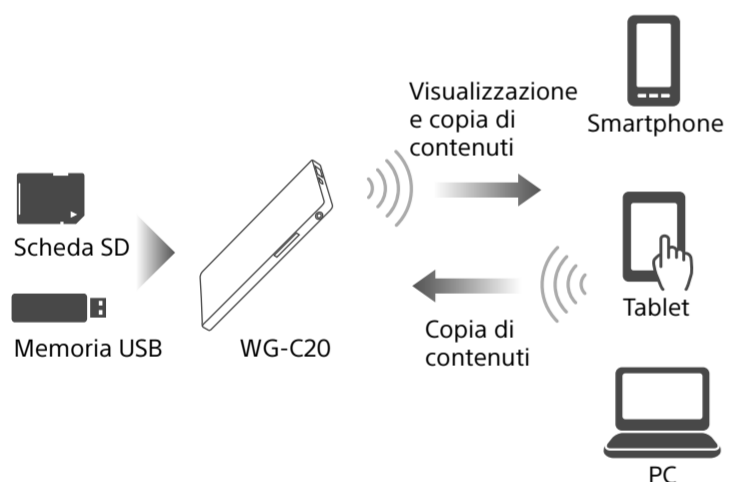 Scheda SD
Memoria USB
WG-C20
Visualizzazione
e copia di
contenuti
Copia di
contenuti
Smartphone
Tablet
PC